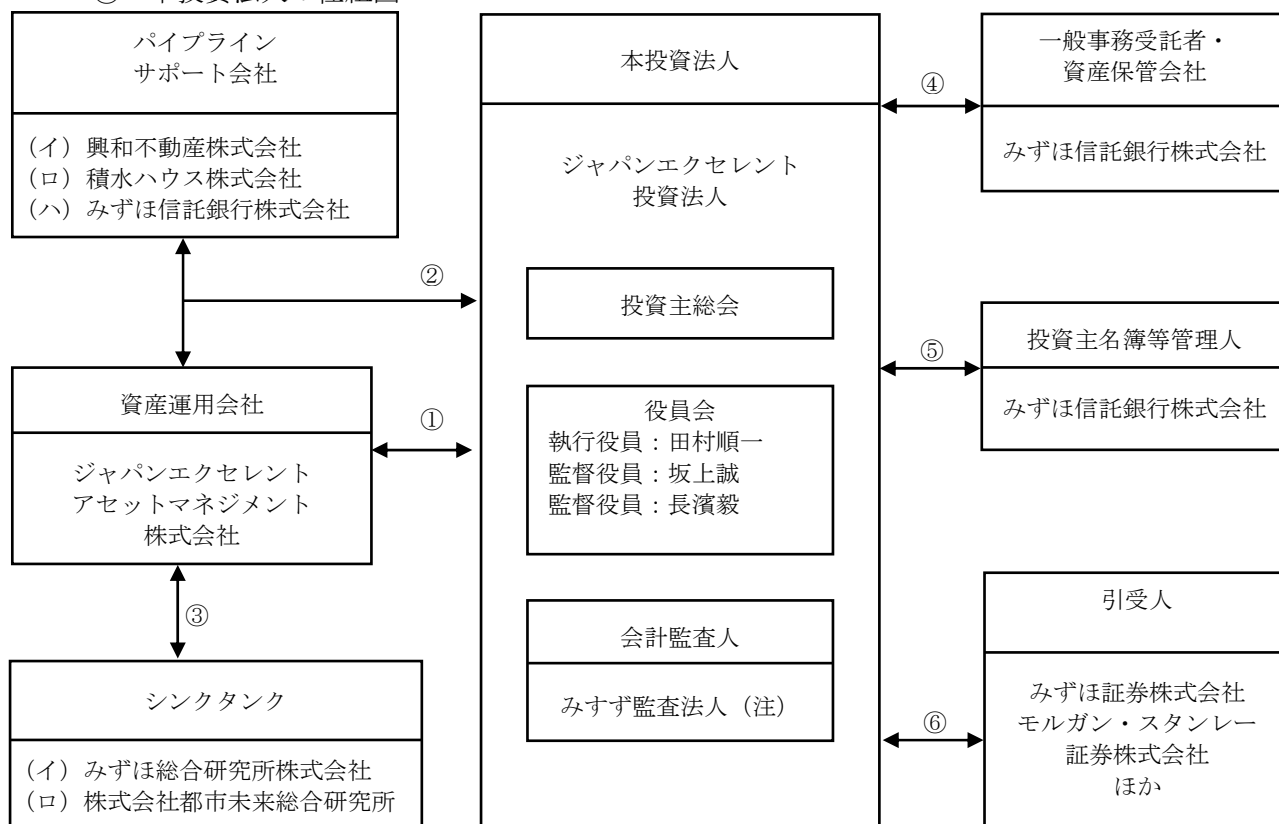 パイプライン
サポート会社
(イ)興和不動産株式会社
(ロ)積水ハウス株式会社
(ハ)みずほ信託銀行株式会社
②
資産運用会社
ジャパンエクセレント
アセットマネジメント
株式会社
①
③
シンクタンク
(イ)みずほ総合研究所株式会社
(ロ)株式会社都市未来総合研究所
本投資法人
ジャパンエクセレント
投資法人
投資主総会
役員会
執行役員:田村順一
監督役員:坂上誠
監督役員:長濱毅
会計監査人
みすず監査法人(注)
一般事務受託者・
資産保管会社
みずほ信託銀行株式会社
④
投資主名簿等管理人
みずほ信託銀行株式会社
⑤
引受人
みずほ証券株式会社
モルガン・スタンレー
証券株式会社
ほか
⑥